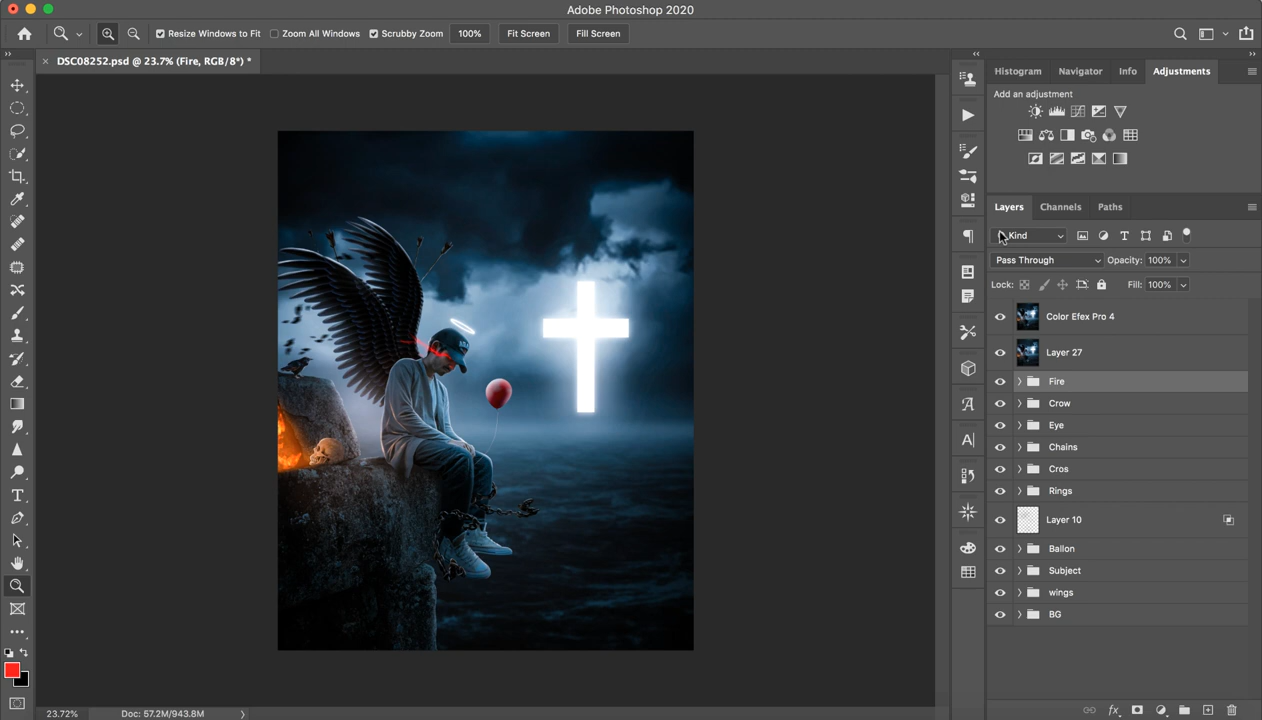 Adobe Photoshop 2020
Resize Windows to Fit
Zoom All Windows
Scrubby Zoom
100%
Fit Screen
Fill Screen
DSC08252.psd @ 23.7% (Fire, RGB/8*) *
Histogram
Navigator
Info
Adjustments
Add an adjustment
Layers
Channels
Paths
Kind
Pass Through
Opacity: 100%
Lock:
Fill: 100%
Color Efex Pro 4
Layer 27
Fire
Crow
Eye
Chains
Cros
Rings
Layer 10
Ballon
Subject
wings
BG
23.72%
Doc: 57.2M/943.8M